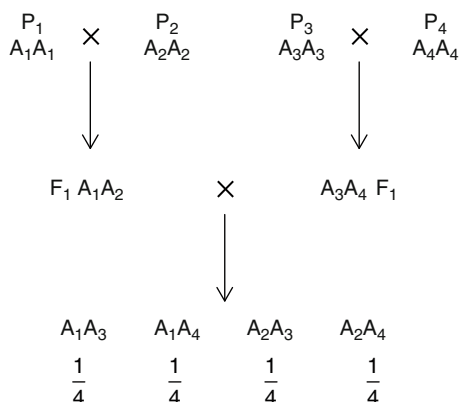 P₁ × P₂ P₃ × P₄
A₁A₁ A₂A₂ A₃A₃ A₄A₄
F₁ A₁A₂ × A₃A₄ F₁
A₁A₃ A₁A₄ A₂A₃ A₂A₄
1/4 1/4 1/4 1/4